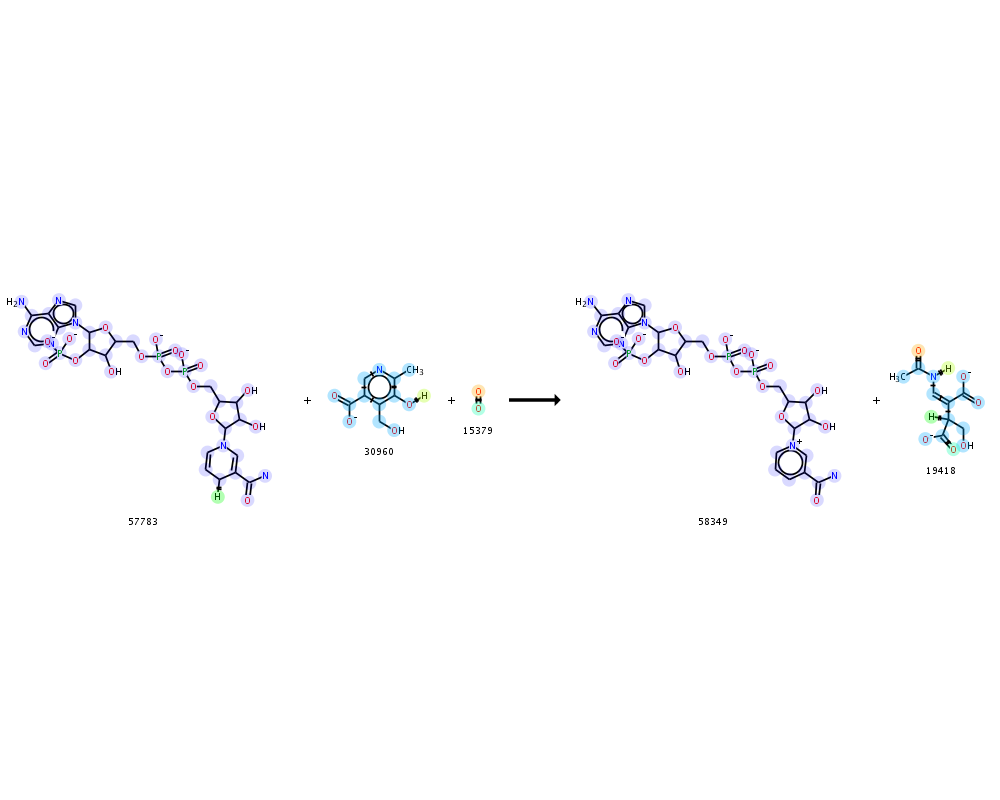 H2N N N N N O P O- O- O O OH O P O- O O P O- O O O OH OH N H N O
57783
+
O O- N CH3 O H OH
30960
+
O O
15379
H2N N N N N O P O- O- O O OH O P O- O O P O- O O O OH OH N+ N O
58349
+
O H3C N H O- O H O- O OH
19418